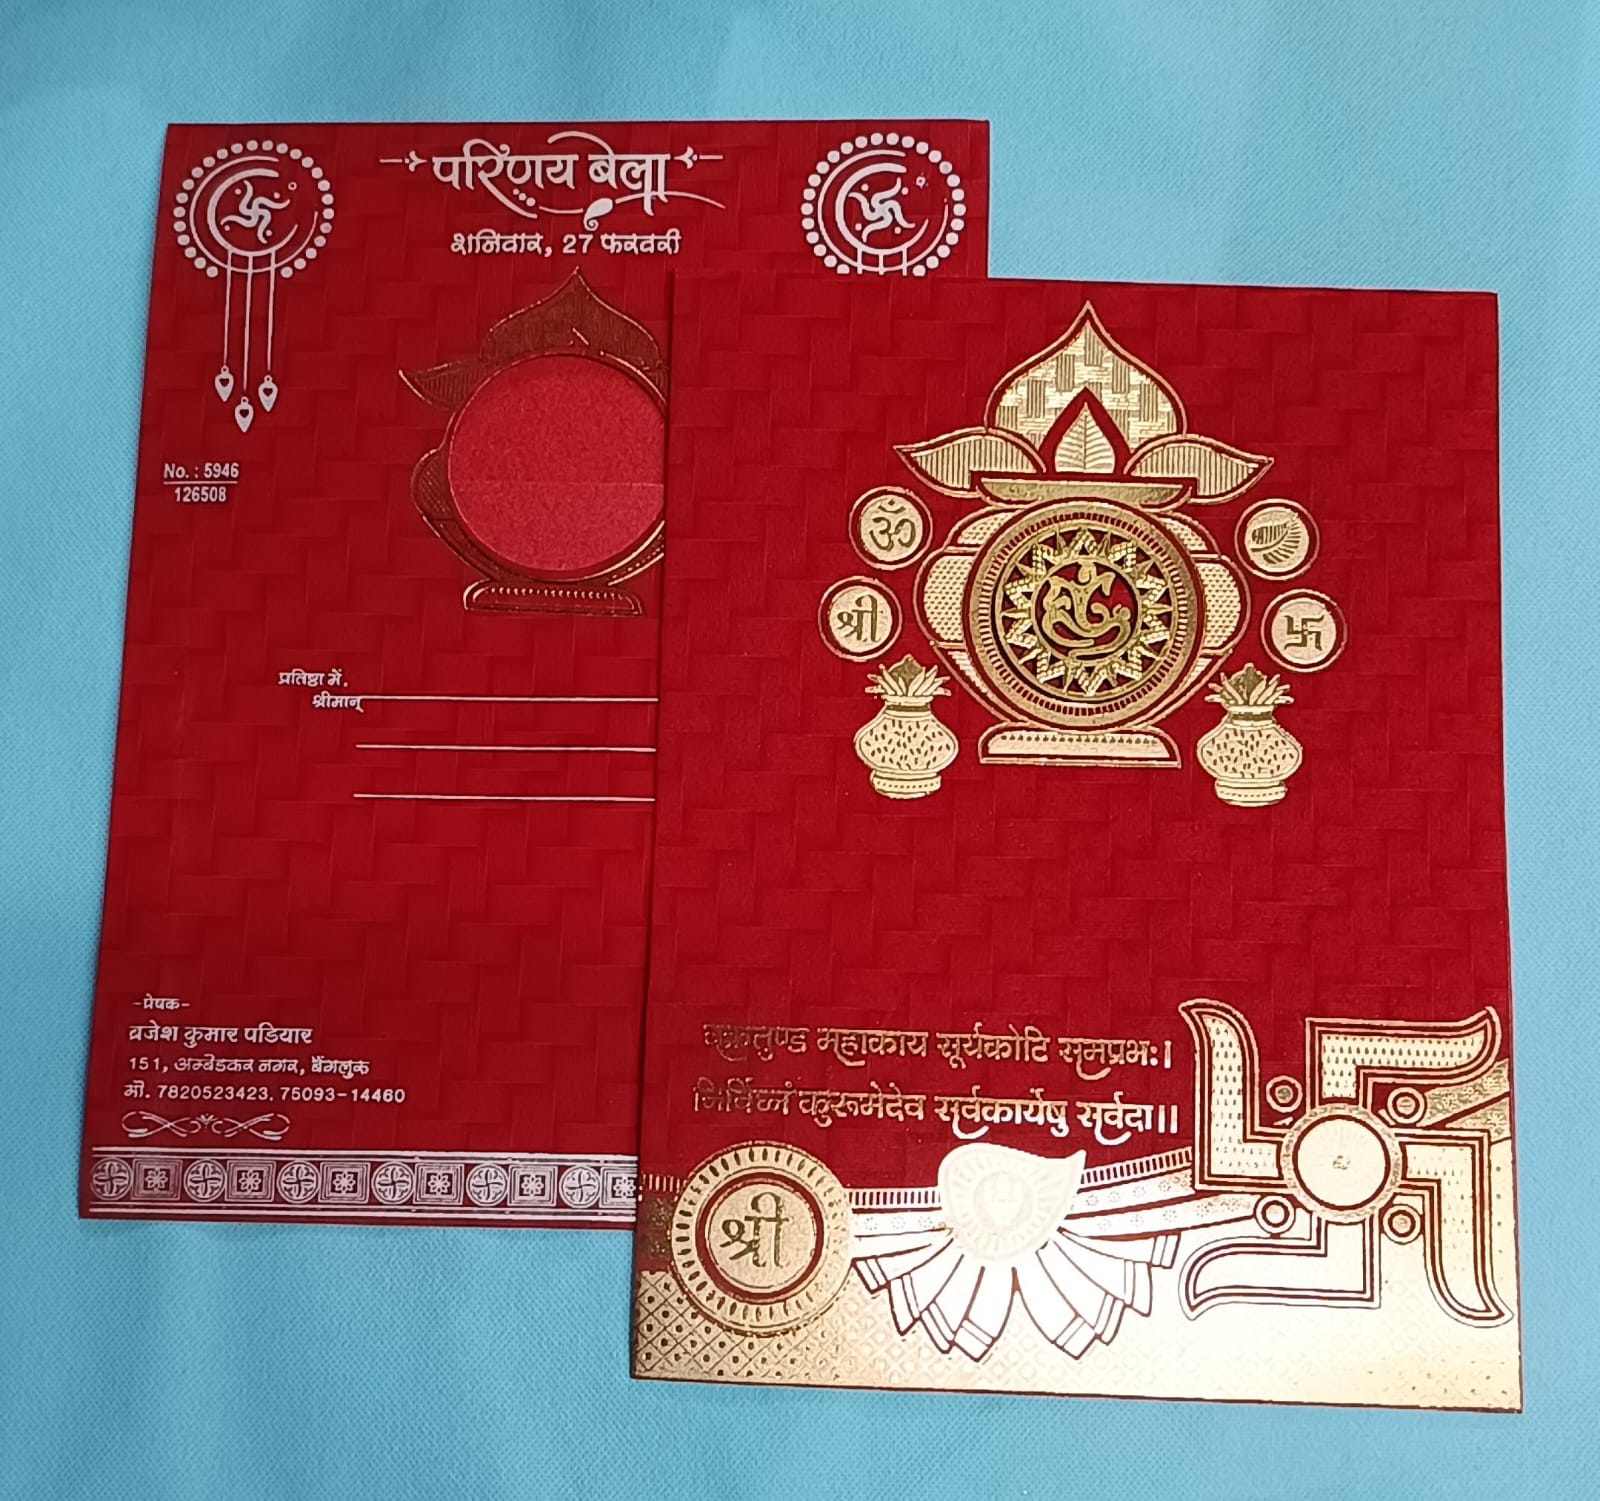 परिणय बेला
शनिवार, 27 फरवरी
No. : 5946
126508
प्रतिष्ठा में.
श्रीमान्
-प्रेषक-
व्रजेश कुमार पडियार
151, अम्बेडकर नगर, बैंगलुरू
मो. 7820523423, 75093-14460
ॐ
श्री
वक्रतुण्ड महाकाय सूर्यकोटि समप्रभः।
निर्विघ्नं कुरूमेदेव सर्वकार्येषु सर्वदा।।
श्री